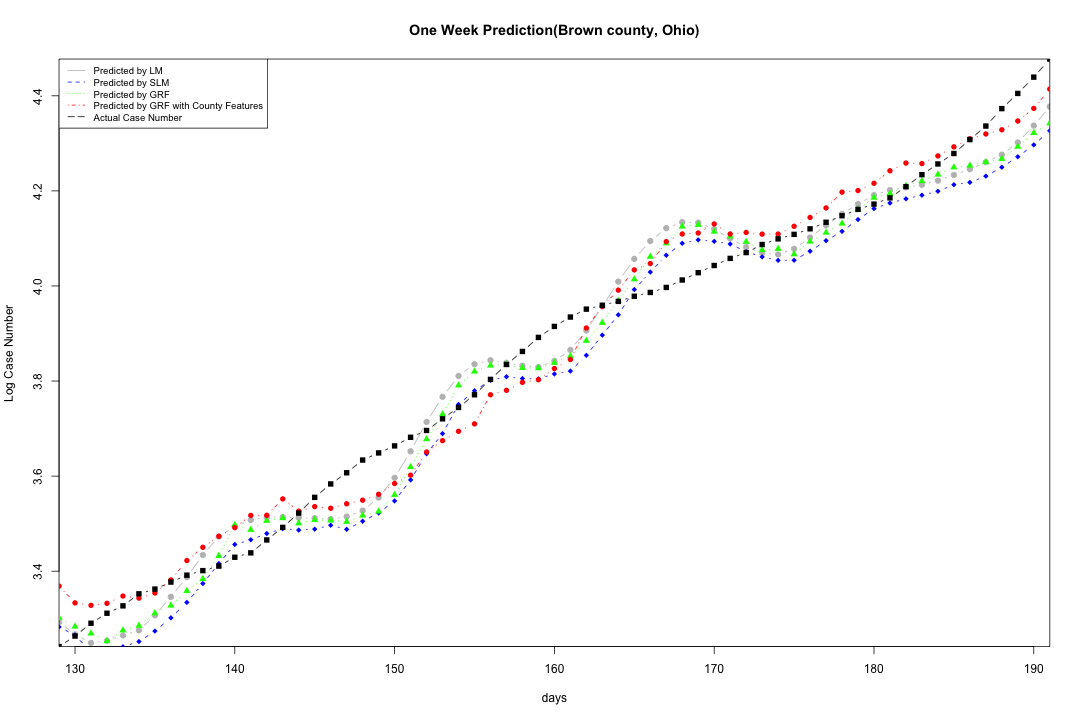 One Week Prediction(Brown county, Ohio)
Predicted by LM
Predicted by SLM
Predicted by GRF
Predicted by GRF with County Features
Actual Case Number
4.4
4.2
4.0
3.8
3.6
3.4
Log Case Number
130 140 150 160 170 180 190
days